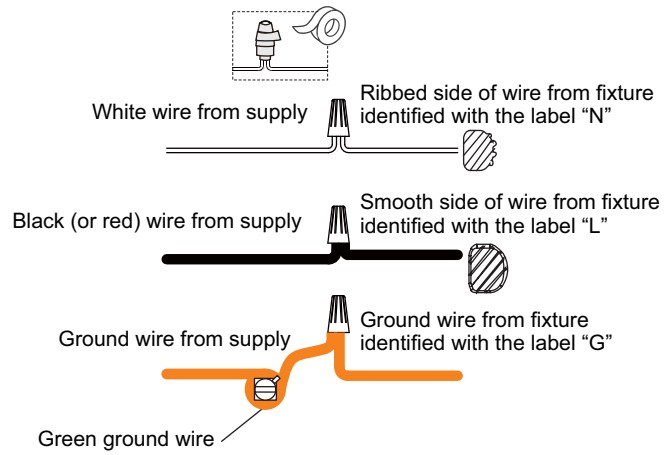 White wire from supply
Ribbed side of wire from fixture
identified with the label “N”
Black (or red) wire from supply
Smooth side of wire from fixture
identified with the label “L”
Ground wire from supply
Ground wire from fixture
identified with the label “G”
Green ground wire